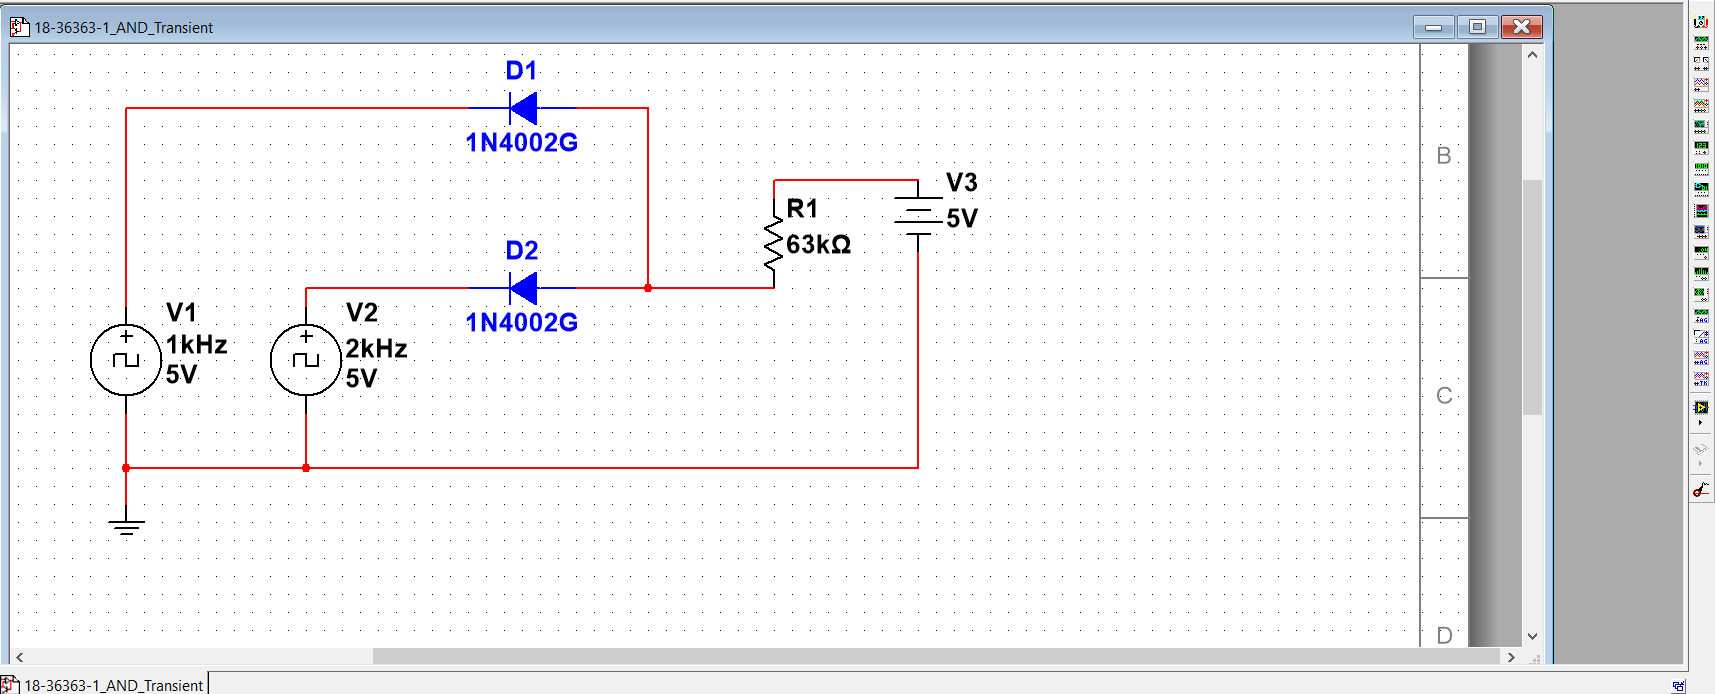 18-36363-1_AND_Transient
D1
1N4002G
B
V3
5V
R1
63kΩ
D2
1N4002G
V1
1kHz
5V
V2
2kHz
5V
C
D
18-36363-1_AND_Transient